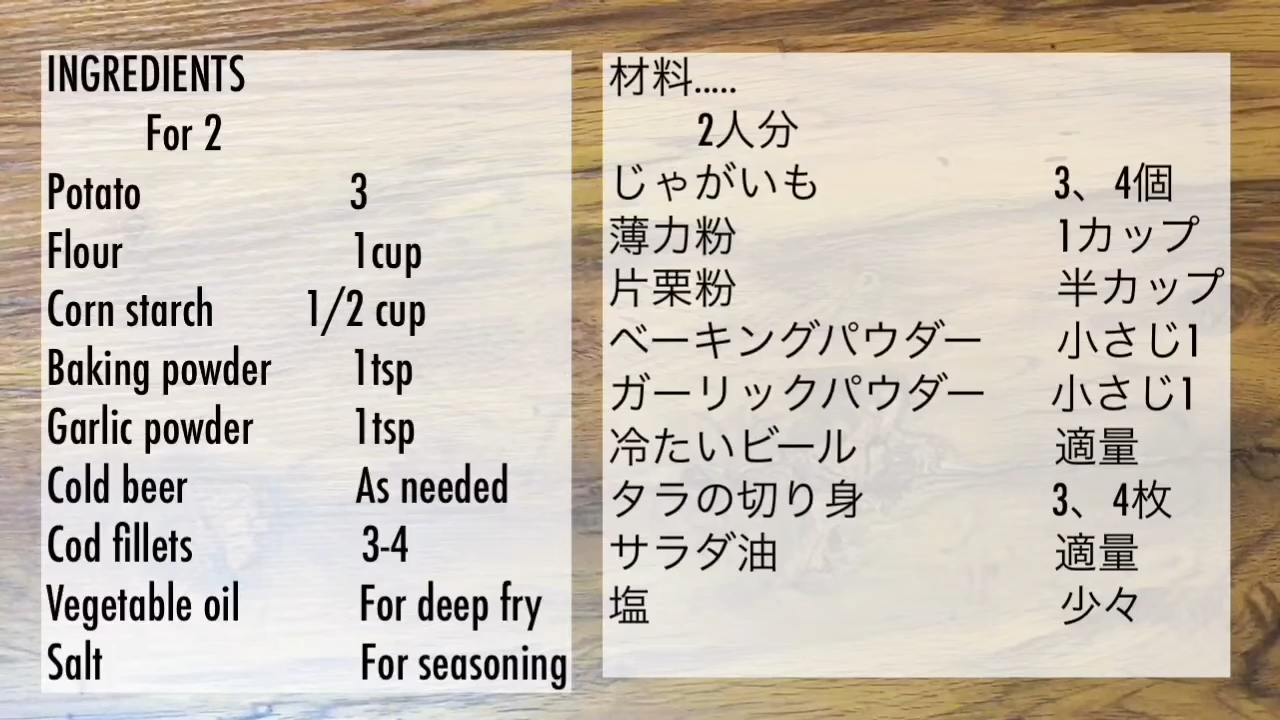 INGREDIENTS
For 2
Potato 3
Flour 1cup
Corn starch 1/2 cup
Baking powder 1tsp
Garlic powder 1tsp
Cold beer As needed
Cod fillets 3-4
Vegetable oil For deep fry
Salt For seasoning
材料.....
2人分
じゃがいも 3、4個
薄力粉 1カップ
片栗粉 半カップ
ベーキングパウダー 小さじ1
ガーリックパウダー 小さじ1
冷たいビール 適量
タラの切り身 3、4枚
サラダ油 適量
塩 少々